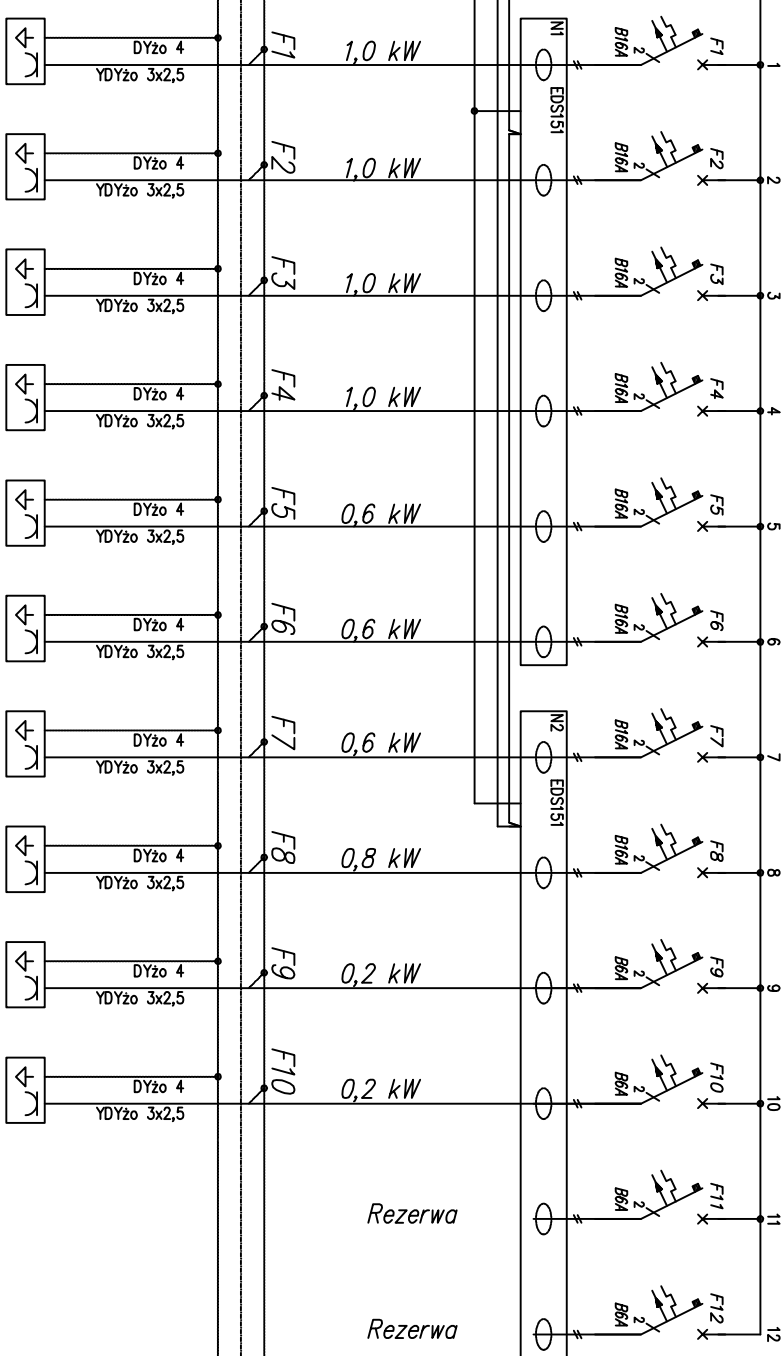 DYżo 4
YDYżo 3x2,5
F1
1,0 kW
N1
EDS151
B16A
2
F1
1
DYżo 4
YDYżo 3x2,5
F2
1,0 kW
B16A
2
F2
2
DYżo 4
YDYżo 3x2,5
F3
1,0 kW
B16A
2
F3
3
DYżo 4
YDYżo 3x2,5
F4
1,0 kW
B16A
2
F4
4
DYżo 4
YDYżo 3x2,5
F5
0,6 kW
B16A
2
F5
5
DYżo 4
YDYżo 3x2,5
F6
0,6 kW
B16A
2
F6
6
DYżo 4
YDYżo 3x2,5
F7
0,6 kW
N2
EDS151
B16A
2
F7
7
DYżo 4
YDYżo 3x2,5
F8
0,8 kW
B16A
2
F8
8
DYżo 4
YDYżo 3x2,5
F9
0,2 kW
B6A
2
F9
9
DYżo 4
YDYżo 3x2,5
F10
0,2 kW
B6A
2
F10
10
Rezerwa
B6A
2
F11
11
Rezerwa
B6A
2
F12
12